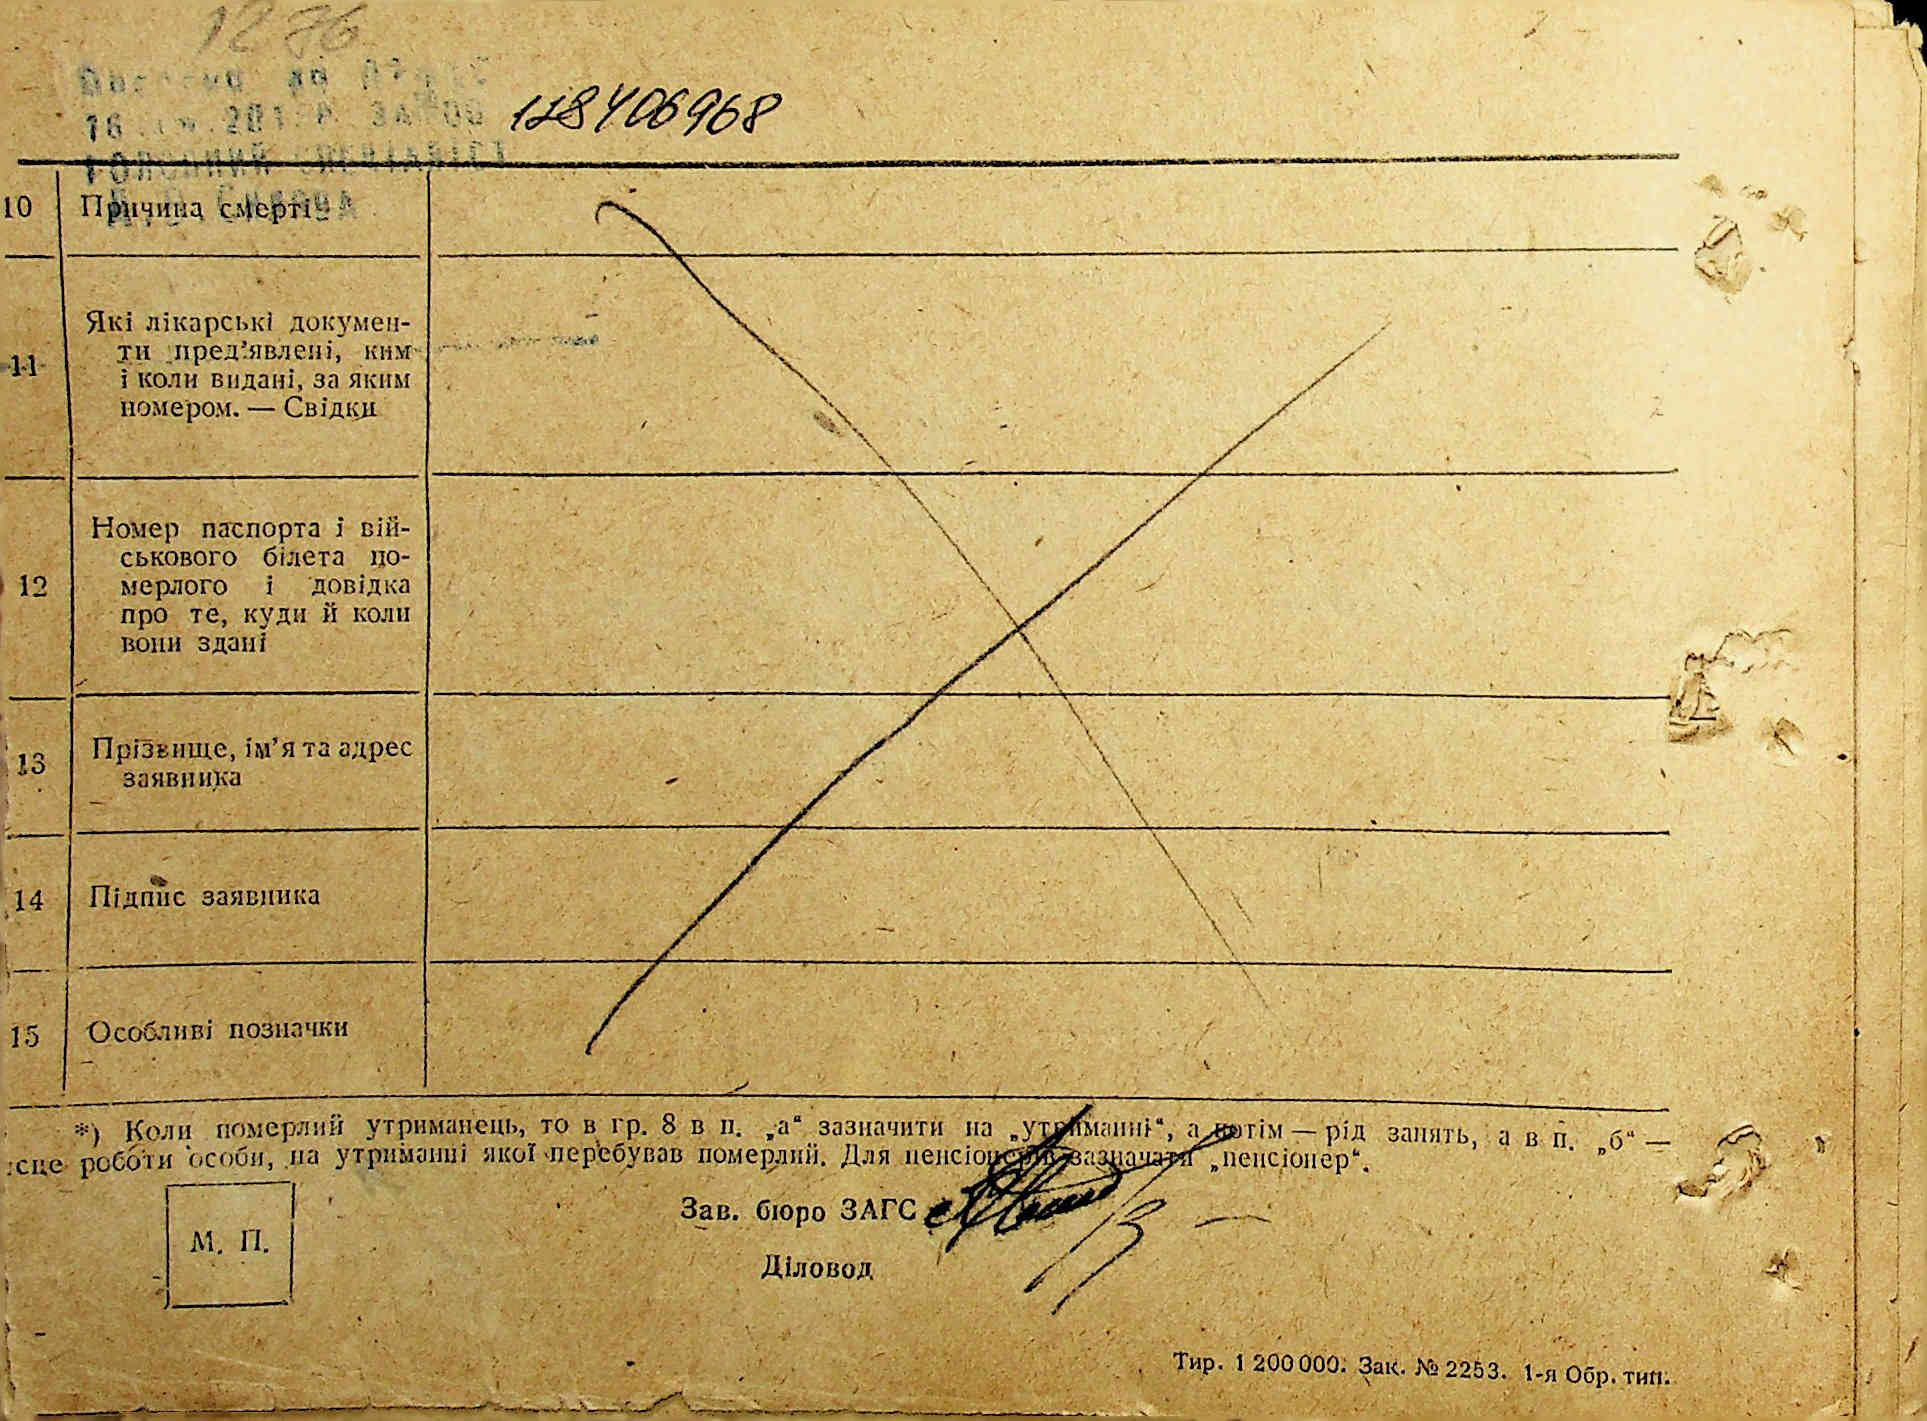 1276
128406968
10 Причина смерті
11 Які лікарські докумен-
ти пред'явлені, ким
і коли видані, за яким
номером. — Свідки
12 Номер паспорта і вій-
ськового білета по-
мерлого і довідка
про те, куди й коли
вони здані
13 Прізвище, ім'я та адрес
заявника
14 Підпис заявника
15 Особливі позначки
*) Коли померлий утриманець, то в гр. 8 в п. „а“ зазначити на „утриманні“, а потім — рід занять, а в п. „б“ —
сце роботи особи, на утриманні якої перебував померлий. Для пенсіонерів зазначати „пенсіонер“.
Зав. бюро ЗАГС
М. П.
Діловод
Тир. 1 200 000. Зак. № 2253. 1-я Обр. тип.